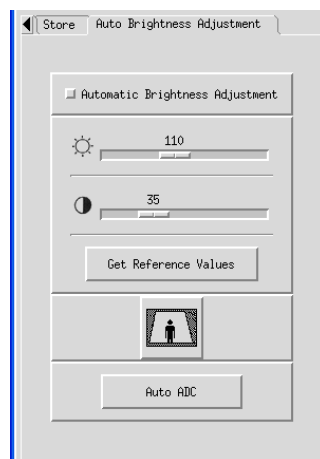 Store Auto Brightness Adjustment
Automatic Brightness Adjustment
110
35
Get Reference Values
Auto ADC